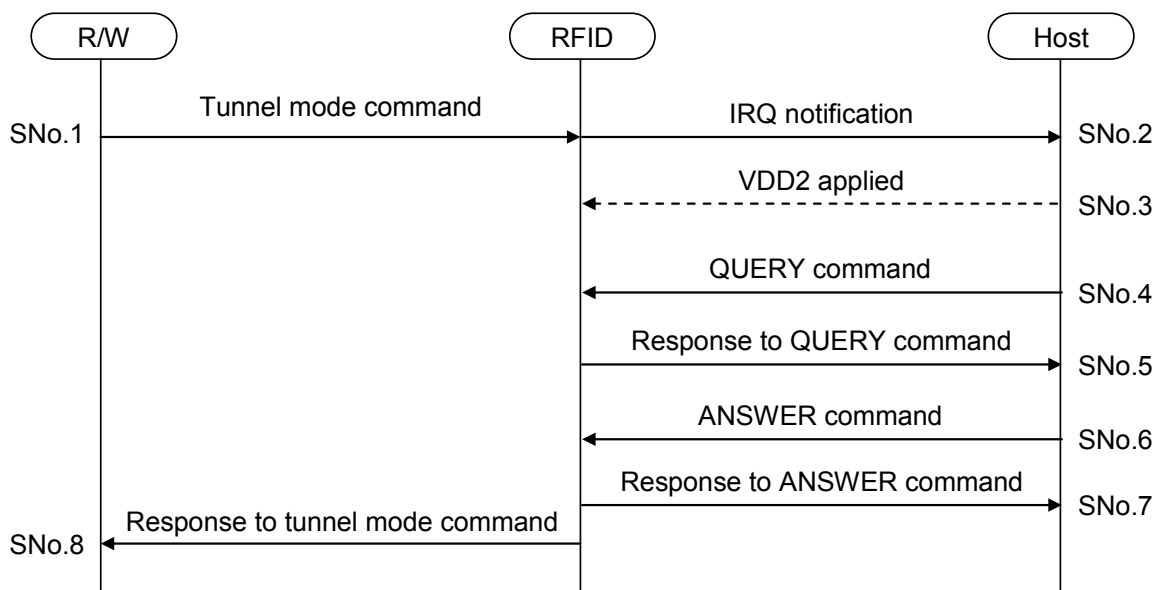 R/W
RFID
Host
Tunnel mode command
IRQ notification
SNo.1
SNo.2
VDD2 applied
SNo.3
QUERY command
SNo.4
Response to QUERY command
SNo.5
ANSWER command
SNo.6
Response to ANSWER command
SNo.7
Response to tunnel mode command
SNo.8